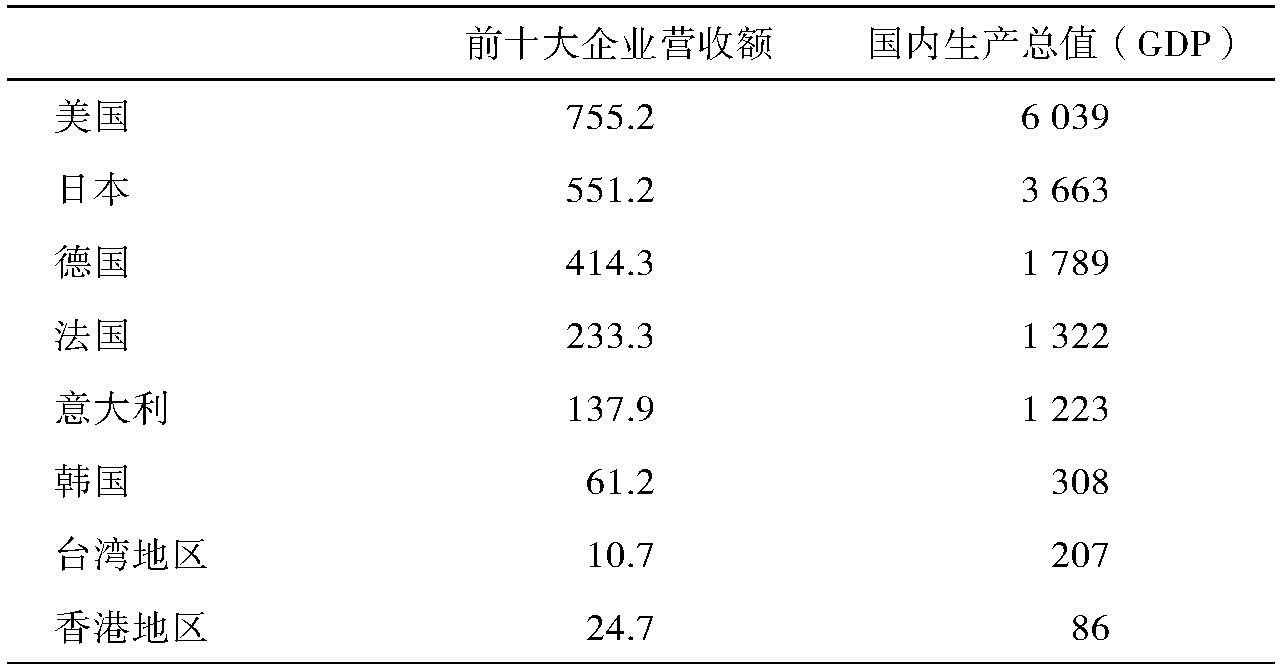 前十大企业营收额 国内生产总值（GDP）
美国 755.2 6 039
日本 551.2 3 663
德国 414.3 1 789
法国 233.3 1 322
意大利 137.9 1 223
韩国 61.2 308
台湾地区 10.7 207
香港地区 24.7 86